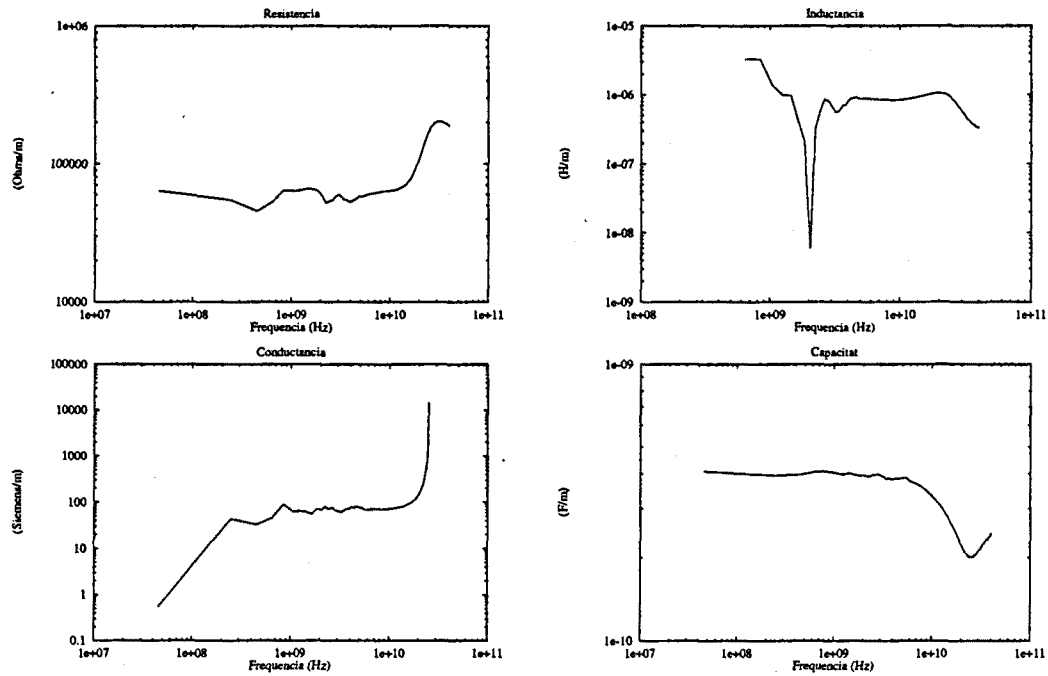 Resistencia
1e+06
100000
10000
(Ohms/m)
1e+07 1e+08 1e+09 1e+10 1e+11
Frequencia (Hz)
Inductancia
1e-05
1e-06
1e-07
1e-08
1e-09
(H/m)
1e+08 1e+09 1e+10 1e+11
Frequencia (Hz)
Conductancia
100000
10000
1000
100
10
1
0.1
(Siemens/m)
1e+07 1e+08 1e+09 1e+10 1e+11
Frequencia (Hz)
Capacitat
1e-09
1e-10
(F/m)
1e+07 1e+08 1e+09 1e+10 1e+11
Frequencia (Hz)